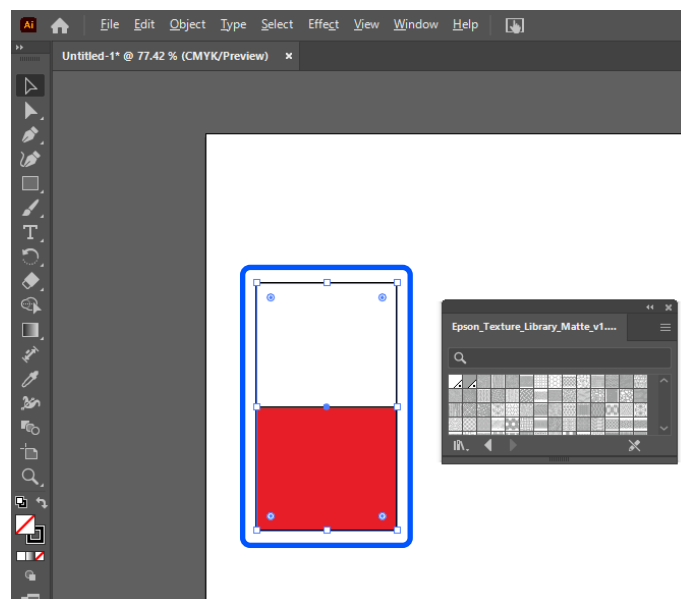 Ai File Edit Object Type Select Effect View Window Help
Untitled-1* @ 77.42 % (CMYK/Preview) ×
Epson_Texture_Library_Matte_v1....